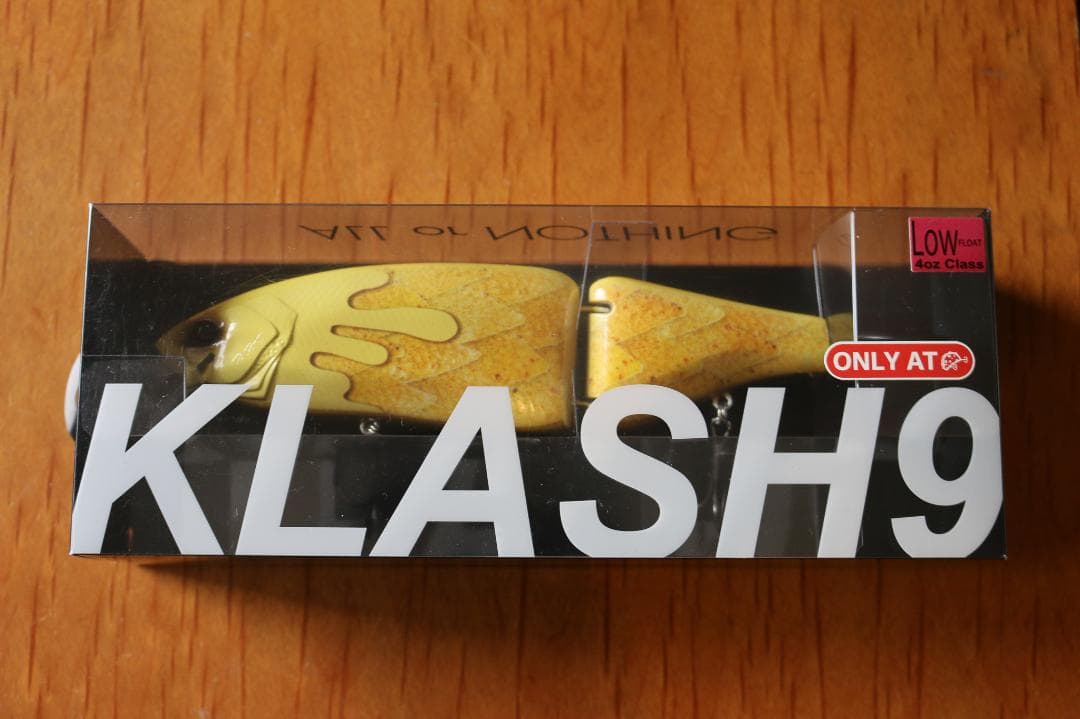 ALL or NOTHING
LOW FLOAT
4oz Class
ONLY AT
KLASH9